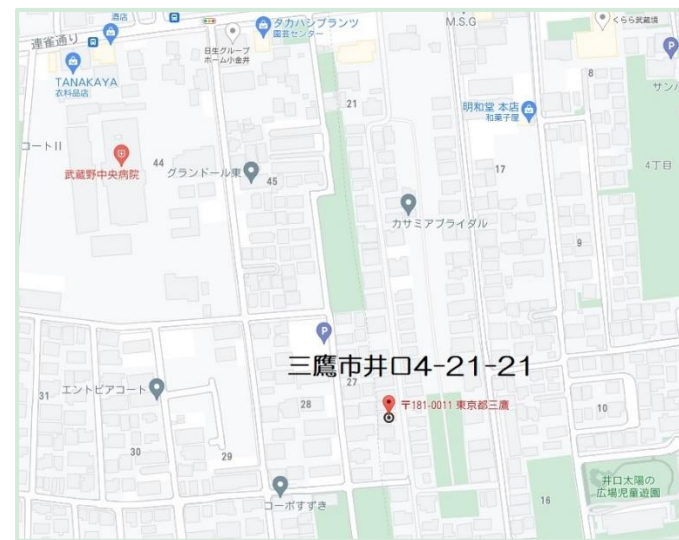 酒店
タカハシプランツ
園芸センター
M.S.G
くらら武蔵境
連雀通り
日生グループ
ホーム小金井
P
8
TANAKAYA
衣料品店
サンハ
21
明和堂 本店
和菓子屋
コートII
44
武蔵野中央病院
グランドール東
45
17
4丁目
カサミアブライダル
9
P
三鷹市井口4-21-21
27
31
エントピアコート
28
〒181-0011 東京都三鷹
10
30
29
井口太陽の
広場児童遊園
コーポすずき
16